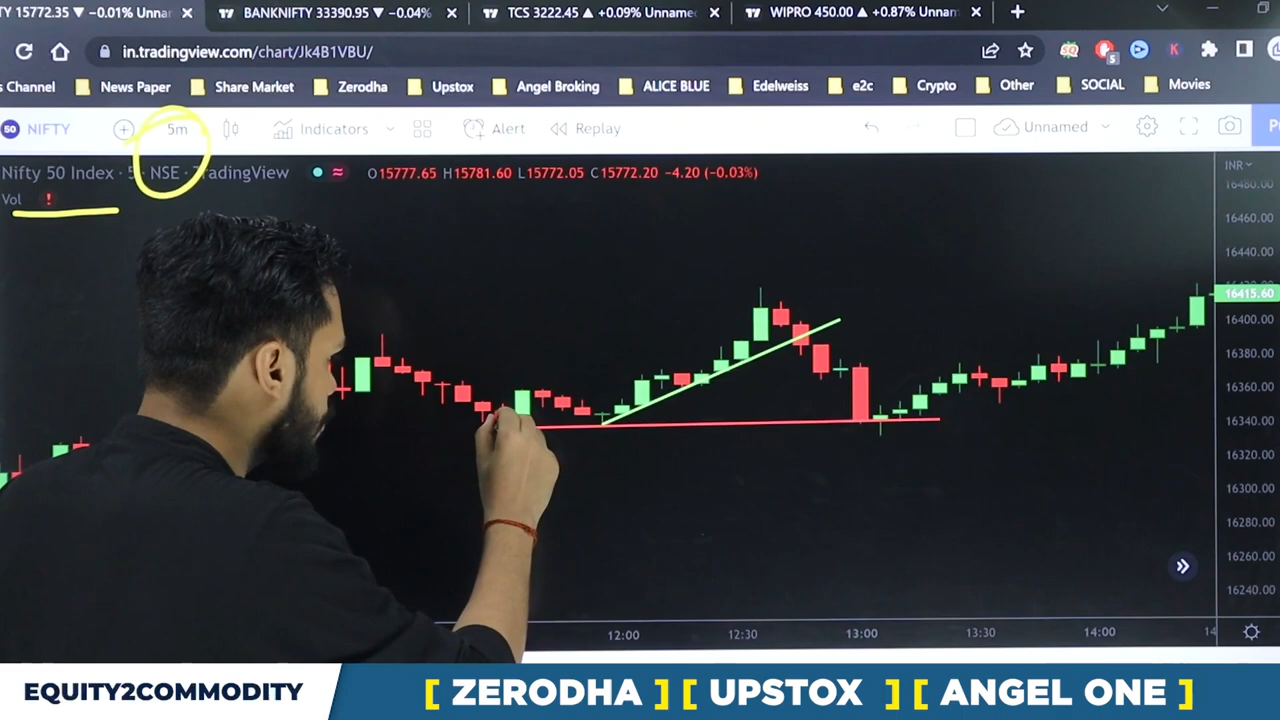 TY 15772.35 ▼ −0.01% Unnar
BANKNIFTY 33390.95 ▼ −0.04%
TCS 3222.45 ▲ +0.09% Unname
WIPRO 450.00 ▲ +0.87% Unnam
in.tradingview.com/chart/Jk4B1VBU/
s Channel
News Paper
Share Market
Zerodha
Upstox
Angel Broking
ALICE BLUE
Edelweiss
e2c
Crypto
Other
SOCIAL
Movies
50 NIFTY
5m
Indicators
Alert
Replay
Unnamed
Nifty 50 Index · 5 · NSE · TradingView
O15777.65 H15781.60 L15772.05 C15772.20 −4.20 (−0.03%)
Vol !
INR
16480.00
16460.00
16440.00
16415.60
16400.00
16380.00
16360.00
16340.00
16320.00
16300.00
16280.00
16260.00
16240.00
12:00 12:30 13:00 13:30 14:00 14
EQUITY2COMMODITY
[ ZERODHA ] [ UPSTOX ] [ ANGEL ONE ]